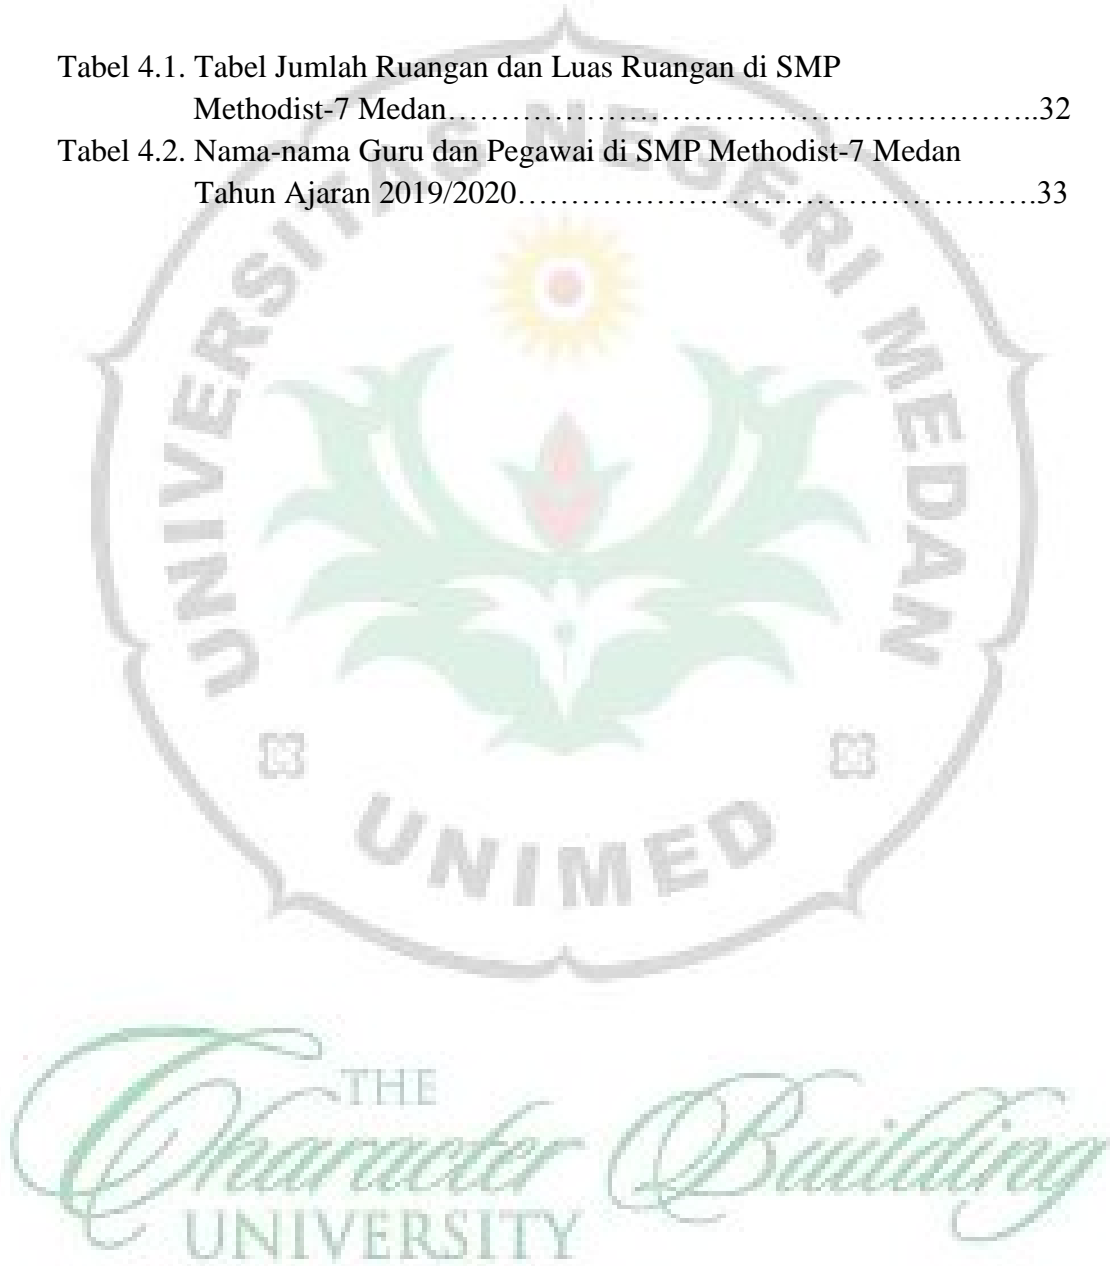 Tabel 4.1. Tabel Jumlah Ruangan dan Luas Ruangan di SMP
Methodist-7 Medan…………………………………………………..32
Tabel 4.2. Nama-nama Guru dan Pegawai di SMP Methodist-7 Medan
Tahun Ajaran 2019/2020…………………………………………….33
UNIVERSITAS NEGERI MEDAN
UNIMED
THE
Character Building
UNIVERSITY